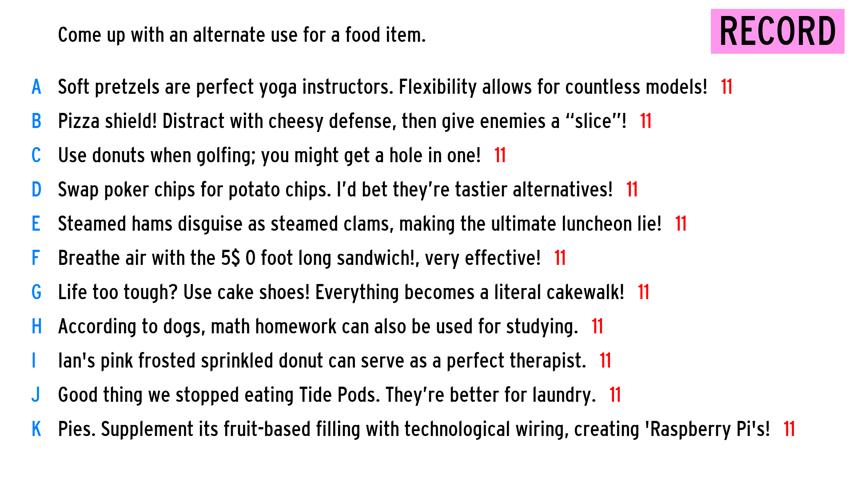 Come up with an alternate use for a food item.
RECORD
A Soft pretzels are perfect yoga instructors. Flexibility allows for countless models! 11
B Pizza shield! Distract with cheesy defense, then give enemies a “slice”! 11
C Use donuts when golfing; you might get a hole in one! 11
D Swap poker chips for potato chips. I’d bet they’re tastier alternatives! 11
E Steamed hams disguise as steamed clams, making the ultimate luncheon lie! 11
F Breathe air with the 5$ 0 foot long sandwich!, very effective! 11
G Life too tough? Use cake shoes! Everything becomes a literal cakewalk! 11
H According to dogs, math homework can also be used for studying. 11
I Ian's pink frosted sprinkled donut can serve as a perfect therapist. 11
J Good thing we stopped eating Tide Pods. They’re better for laundry. 11
K Pies. Supplement its fruit-based filling with technological wiring, creating 'Raspberry Pi's! 11